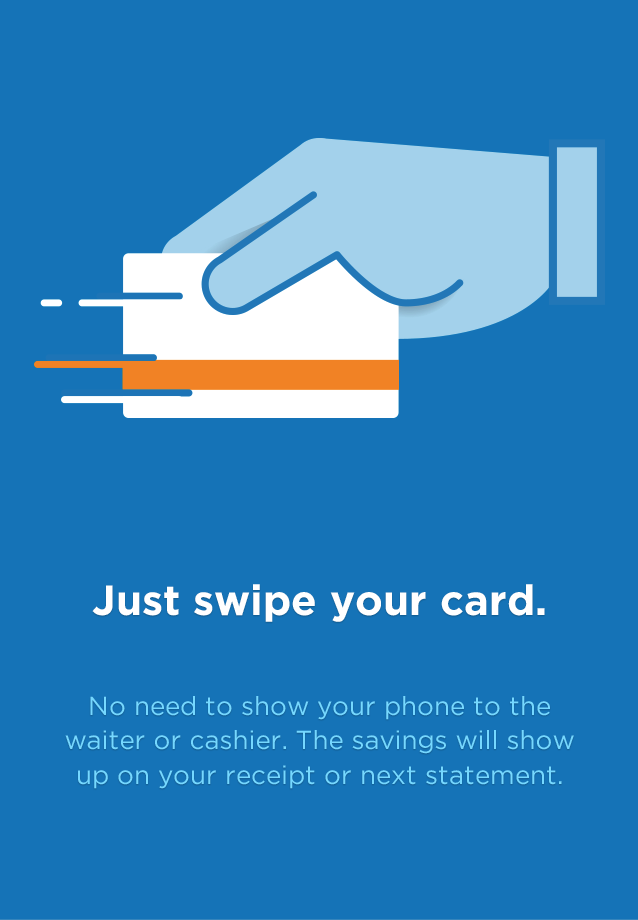 Just swipe your card.
No need to show your phone to the
waiter or cashier. The savings will show
up on your receipt or next statement.